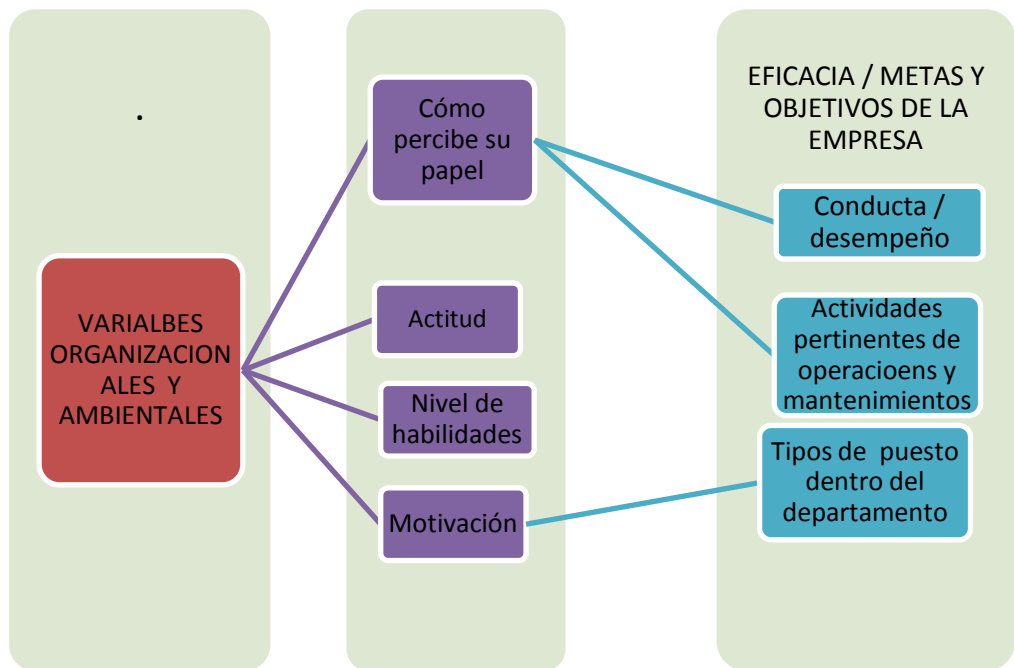 .
VARIALBES
ORGANIZACION
ALES Y
AMBIENTALES
Cómo
percibe su
papel
Actitud
Nivel de
habilidades
Motivación
EFICACIA / METAS Y
OBJETIVOS DE LA
EMPRESA
Conducta /
desempeño
Actividades
pertinentes de
operacioens y
mantenimientos
Tipos de puesto
dentro del
departamento